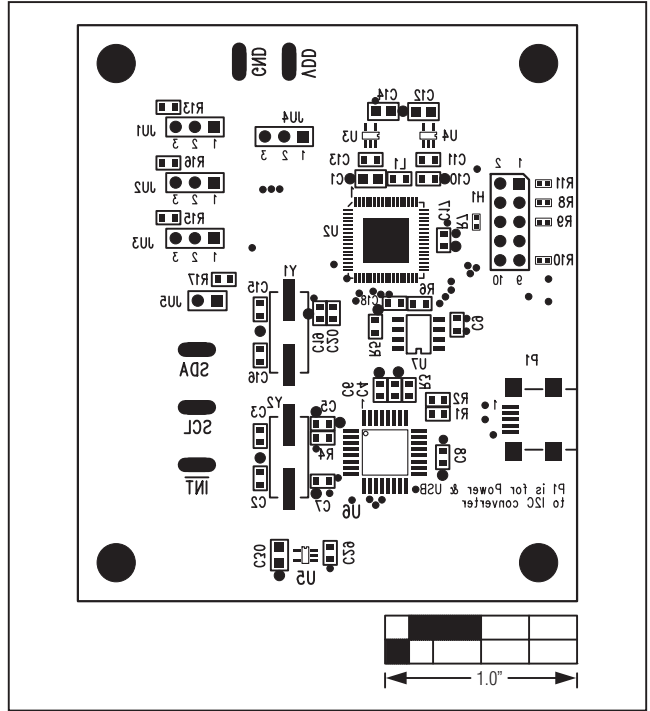 GND
VDD
R13
C14
C12
JU4
U3
U4
JU1
3 2 1
3 2 1
R16
C13
L1
C11
2 1
JU2
3 2 1
C1
C10
H1
R11
R8
R15
C17
R7
R9
U2
JU3
3 2 1
R10
10 9
R17
Y1
C15
C18
R6
JU5
C19
C20
R5
C9
U7
P1
SDA
C16
C6
C4
R3
Y2
C5
1
R2
R1
1
C3
SCL
R4
C8
INT
C2
C7
U6
P1 is for Power & USB
to I2C converter
C30
U5
C29
1.0"